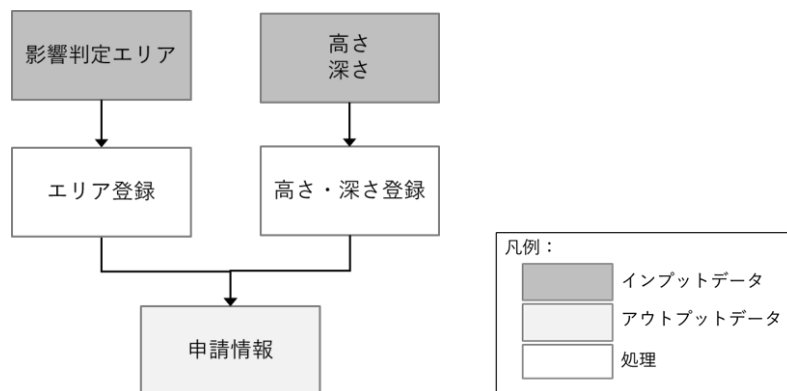 影響判定エリア
高さ
深さ
エリア登録
高さ・深さ登録
申請情報
凡例：
インプットデータ
アウトプットデータ
処理